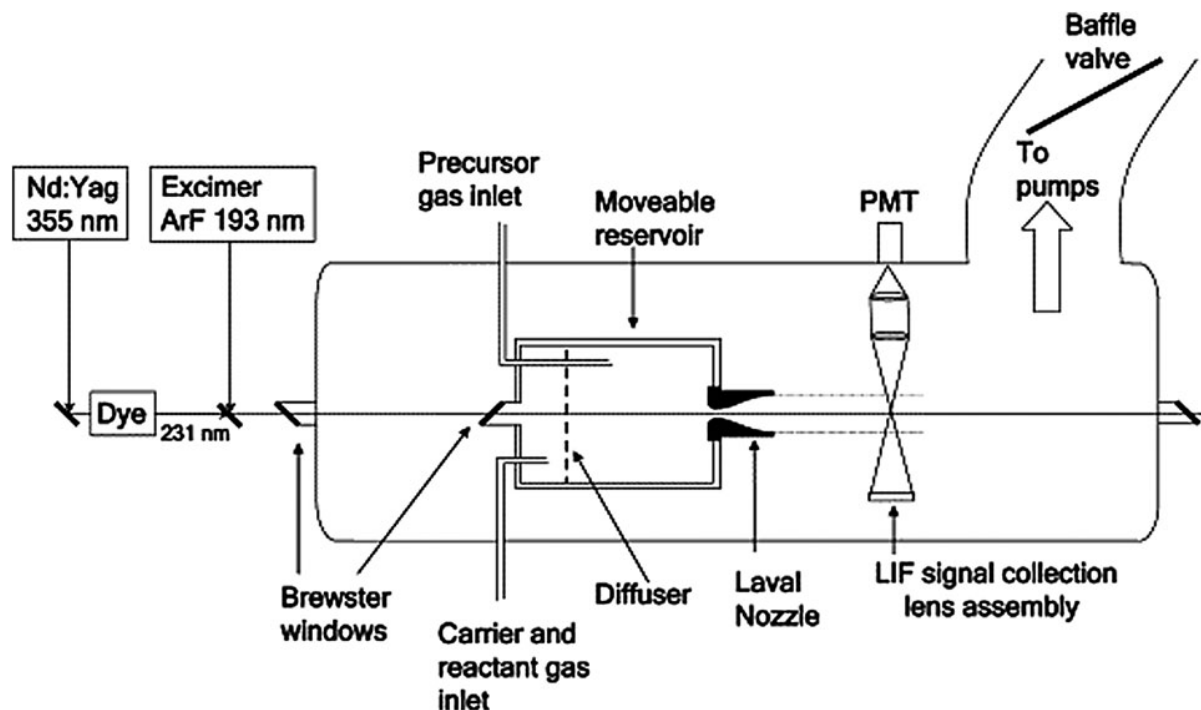 Baffle
valve
To
pumps
Nd:Yag
355 nm
Excimer
ArF 193 nm
Precursor
gas inlet
Moveable
reservoir
PMT
Dye
231 nm
Brewster
windows
Carrier and
reactant gas
inlet
Diffuser
Laval
Nozzle
LIF signal collection
lens assembly